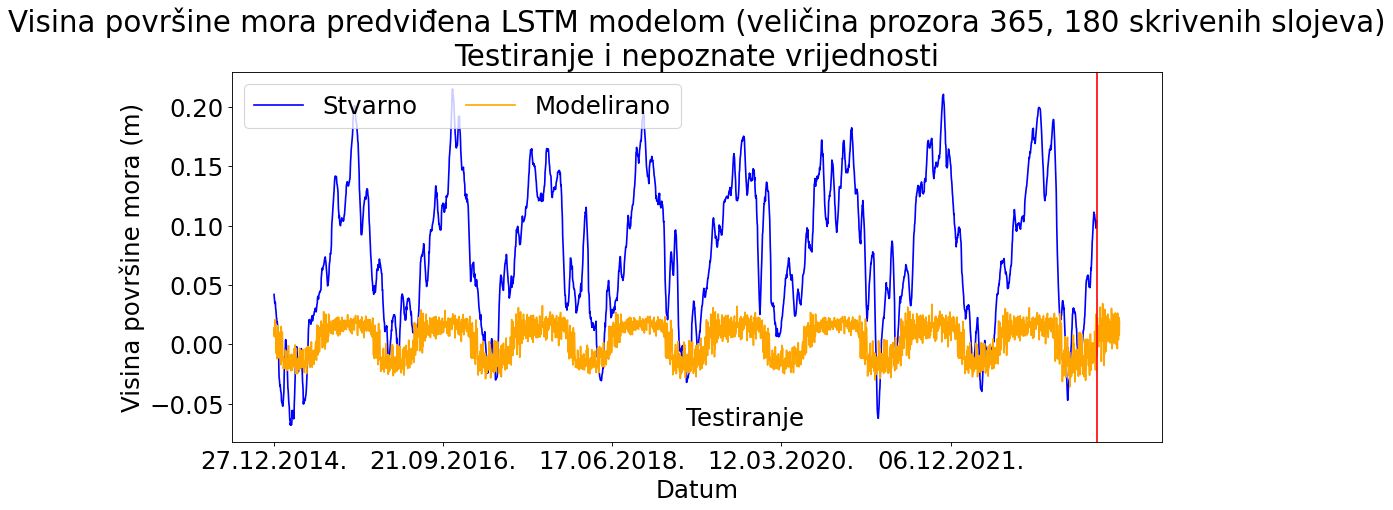 Visina površine mora predviđena LSTM modelom (veličina prozora 365, 180 skrivenih slojeva)
Testiranje i nepoznate vrijednosti
Stvarno
Modelirano
Visina površine mora (m)
0.20
0.15
0.10
0.05
0.00
−0.05
Testiranje
27.12.2014.
21.09.2016.
17.06.2018.
12.03.2020.
06.12.2021.
Datum